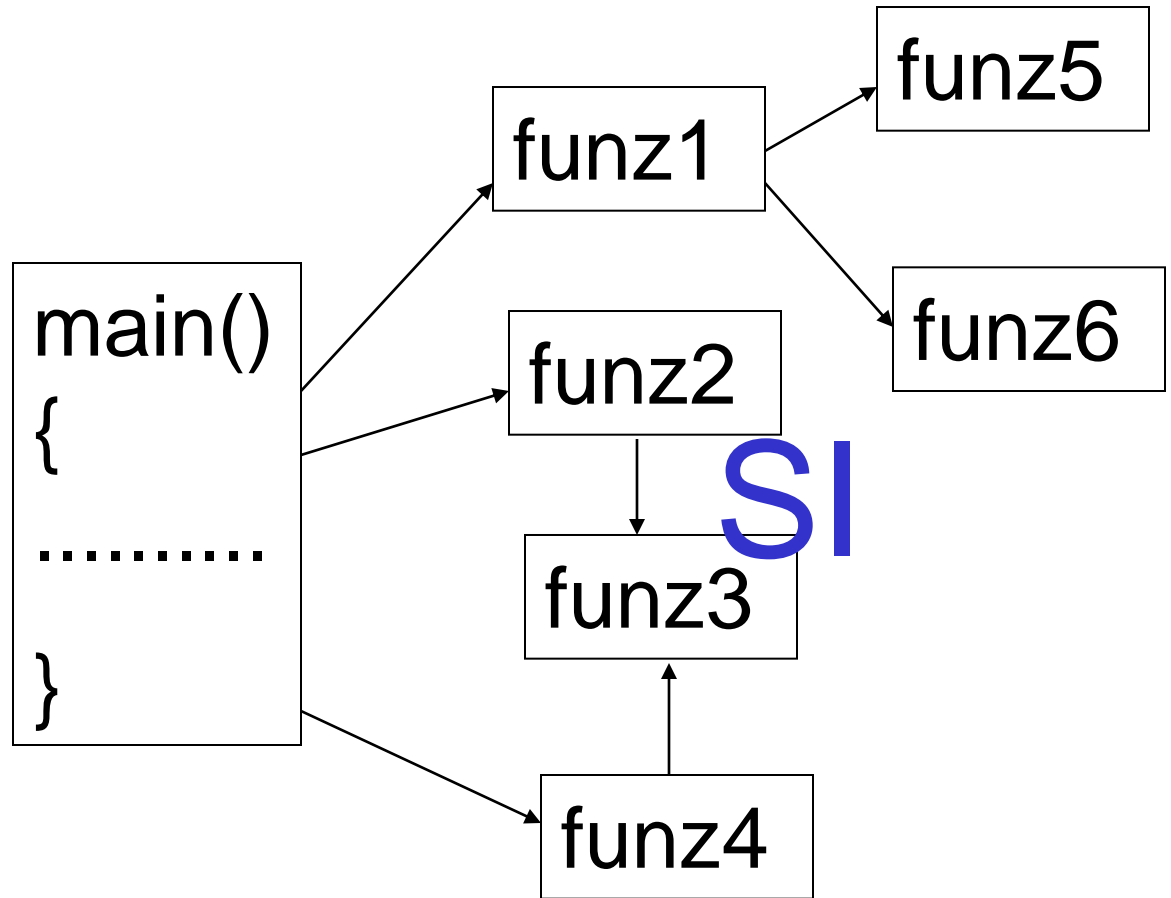 main()
{
...........
}
funz1
funz5
funz6
funz2
SI
funz3
funz4